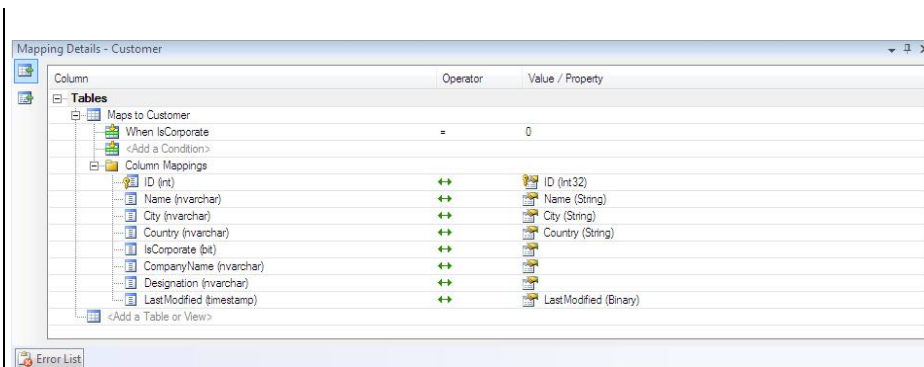 Mapping Details - Customer
Column Operator Value / Property
Tables
Maps to Customer
When IsCorporate = 0
<Add a Condition>
Column Mappings
ID (int) ID (Int32)
Name (nvarchar) Name (String)
City (nvarchar) City (String)
Country (nvarchar) Country (String)
IsCorporate (bit)
CompanyName (nvarchar)
Designation (nvarchar)
LastModified (timestamp) LastModified (Binary)
<Add a Table or View>
Error List